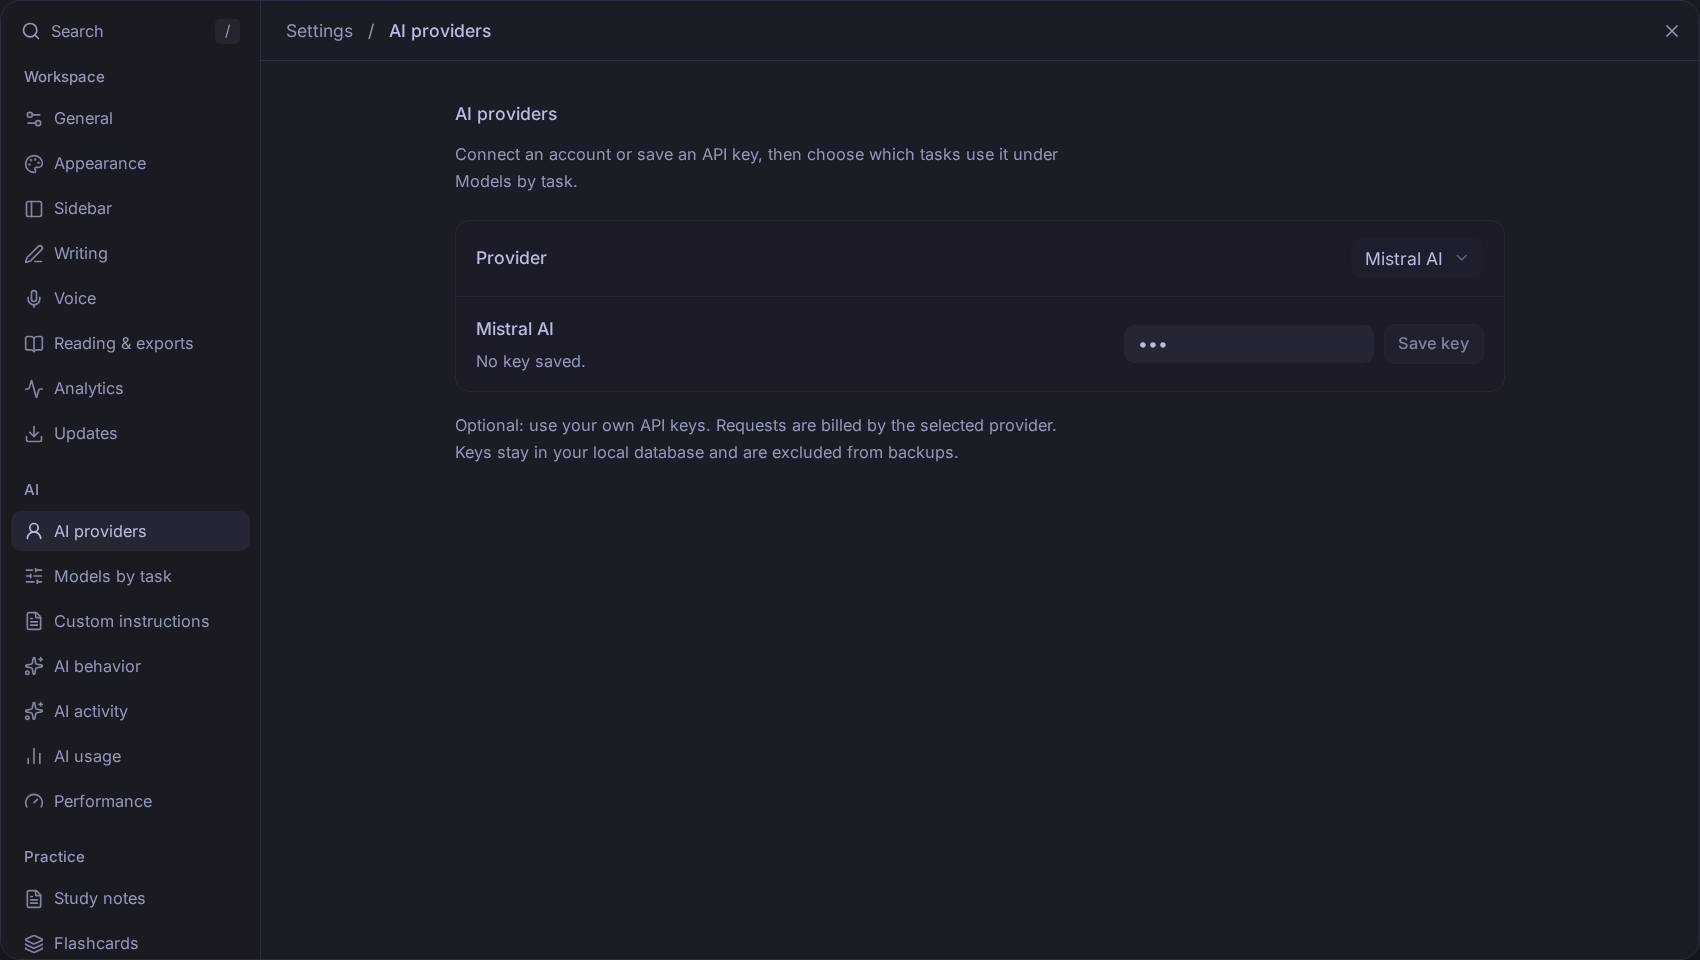 Search
/
Workspace
General
Appearance
Sidebar
Writing
Voice
Reading & exports
Analytics
Updates
AI
AI providers
Models by task
Custom instructions
AI behavior
AI activity
AI usage
Performance
Practice
Study notes
Flashcards
Settings / AI providers
AI providers
Connect an account or save an API key, then choose which tasks use it under
Models by task.
Provider
Mistral AI
Mistral AI
No key saved.
•••
Save key
Optional: use your own API keys. Requests are billed by the selected provider.
Keys stay in your local database and are excluded from backups.